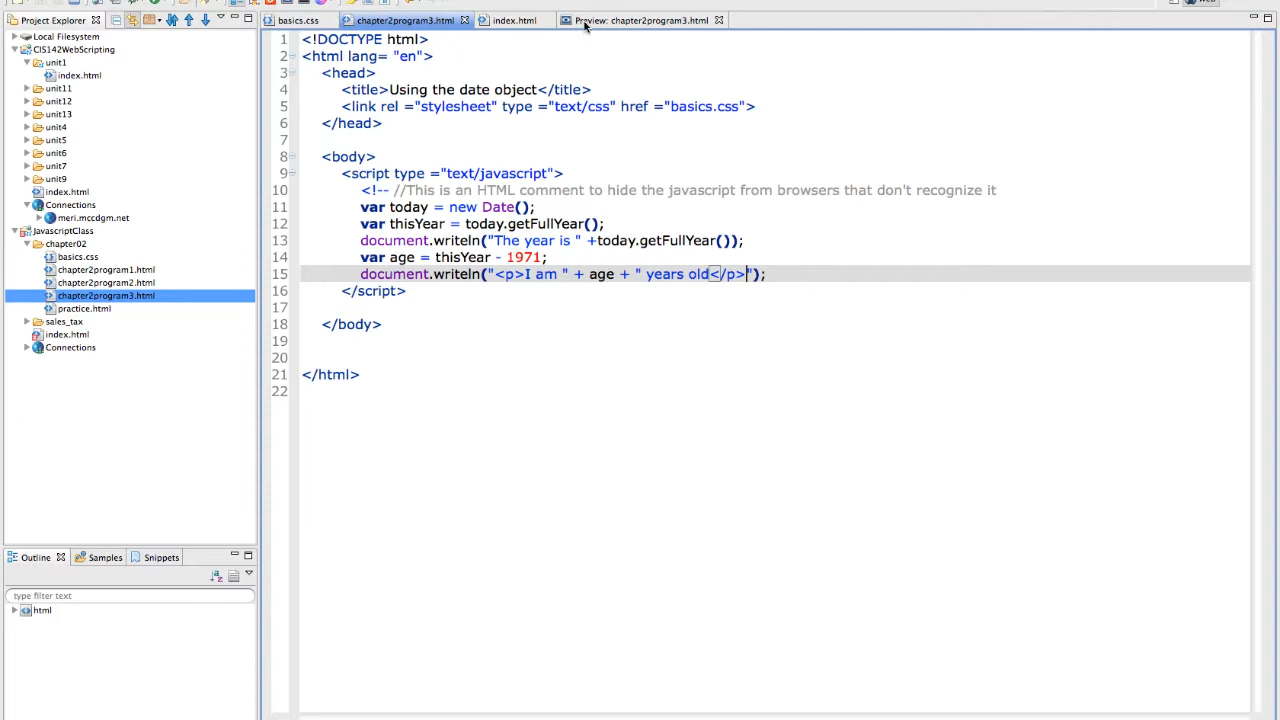 Web
Project Explorer
basics.css
chapter2program3.html
index.html
Preview: chapter2program3.html
Local Filesystem
CIS142WebScripting
unit1
index.html
unit11
unit12
unit13
unit4
unit5
unit6
unit7
unit9
index.html
Connections
meri.mccdgm.net
JavascriptClass
chapter02
basics.css
chapter2program1.html
chapter2program2.html
chapter2program3.html
practice.html
sales_tax
index.html
Connections
1 <!DOCTYPE html>
2 <html lang= "en">
3 <head>
4 <title>Using the date object</title>
5 <link rel ="stylesheet" type ="text/css" href ="basics.css">
6 </head>
7
8 <body>
9 <script type ="text/javascript">
10 <!-- //This is an HTML comment to hide the javascript from browsers that don't recognize it
11 var today = new Date();
12 var thisYear = today.getFullYear();
13 document.writeln("The year is " +today.getFullYear());
14 var age = thisYear - 1971;
15 document.writeln("<p>I am " + age + " years old</p>");
16 </script>
17
18 </body>
19
20
21 </html>
22
Outline
Samples
Snippets
type filter text
html